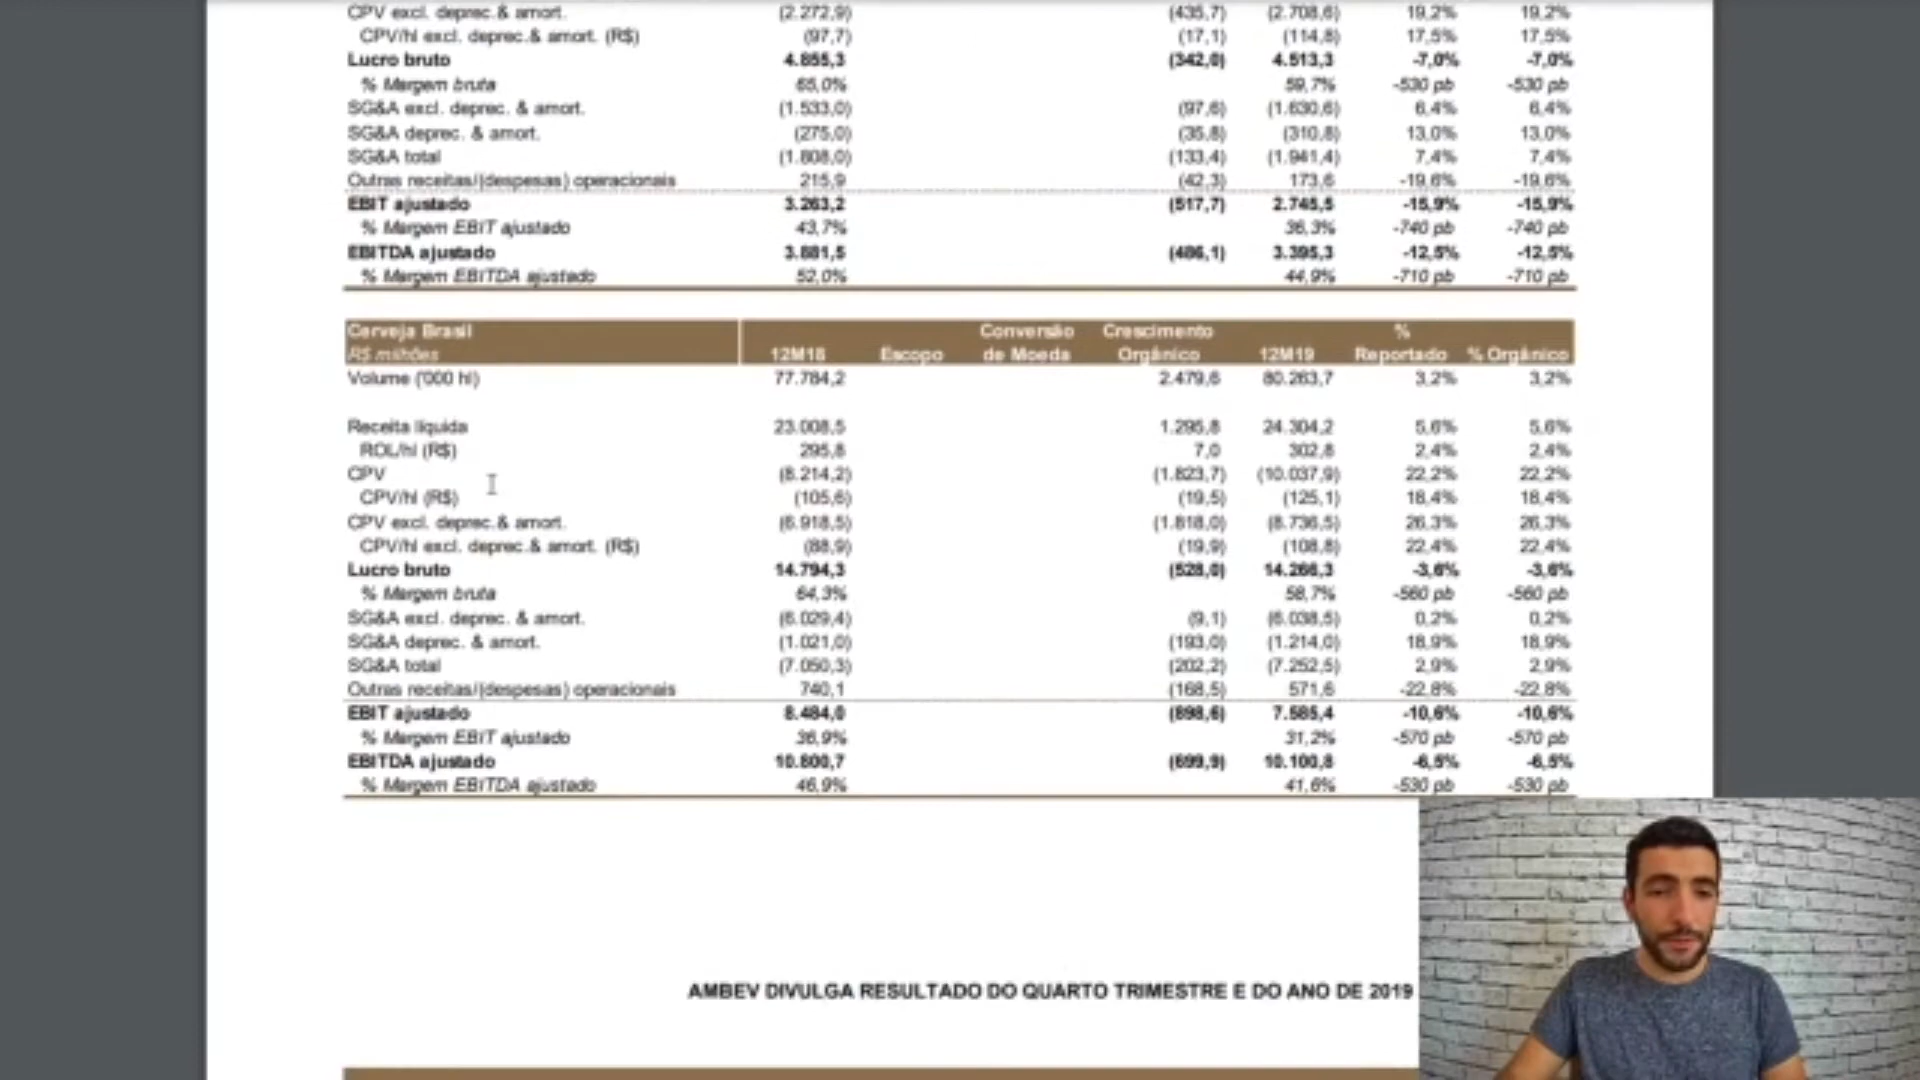 CPV excl. deprec.& amort. (2.272,9) (435,7) (2.708,6) 19,2% 19,2%
CPV/hl excl. deprec.& amort. (R$) (97,7) (17,1) (114,8) 17,5% 17,5%
Lucro bruto 4.855,3 (342,0) 4.513,3 -7,0% -7,0%
% Margem bruta 65,0% 59,7% -530 pb -530 pb
SG&A excl. deprec. & amort. (1.533,0) (97,6) (1.630,6) 6,4% 6,4%
SG&A deprec. & amort. (275,0) (35,8) (310,8) 13,0% 13,0%
SG&A total (1.808,0) (133,4) (1.941,4) 7,4% 7,4%
Outras receitas/(despesas) operacionais 215,9 (42,3) 173,6 -19,6% -19,6%
EBIT ajustado 3.263,2 (517,7) 2.745,5 -15,9% -15,9%
% Margem EBIT ajustado 43,7% 36,3% -740 pb -740 pb
EBITDA ajustado 3.881,5 (486,1) 3.395,3 -12,5% -12,5%
% Margem EBITDA ajustado 52,0% 44,9% -710 pb -710 pb
Cerveja Brasil Conversão Crescimento %
R$ milhões 12M18 Escopo de Moeda Orgânico 12M19 Reportado % Orgânico
Volume ('000 hl) 77.784,2 2.479,6 80.263,7 3,2% 3,2%
Receita líquida 23.008,5 1.295,8 24.304,2 5,6% 5,6%
ROL/hl (R$) 295,8 7,0 302,8 2,4% 2,4%
CPV (8.214,2) (1.823,7) (10.037,9) 22,2% 22,2%
CPV/hl (R$) (105,6) (19,5) (125,1) 18,4% 18,4%
CPV excl. deprec.& amort. (6.918,5) (1.818,0) (8.736,5) 26,3% 26,3%
CPV/hl excl. deprec.& amort. (R$) (88,9) (19,9) (108,8) 22,4% 22,4%
Lucro bruto 14.794,3 (528,0) 14.266,3 -3,6% -3,6%
% Margem bruta 64,3% 58,7% -560 pb -560 pb
SG&A excl. deprec. & amort. (6.029,4) (9,1) (6.038,5) 0,2% 0,2%
SG&A deprec. & amort. (1.021,0) (193,0) (1.214,0) 18,9% 18,9%
SG&A total (7.050,3) (202,2) (7.252,5) 2,9% 2,9%
Outras receitas/(despesas) operacionais 740,1 (168,5) 571,6 -22,8% -22,8%
EBIT ajustado 8.484,0 (898,6) 7.585,4 -10,6% -10,6%
% Margem EBIT ajustado 36,9% 31,2% -570 pb -570 pb
EBITDA ajustado 10.800,7 (699,9) 10.100,8 -6,5% -6,5%
% Margem EBITDA ajustado 46,9% 41,6% -530 pb -530 pb
AMBEV DIVULGA RESULTADO DO QUARTO TRIMESTRE E DO ANO DE 2019